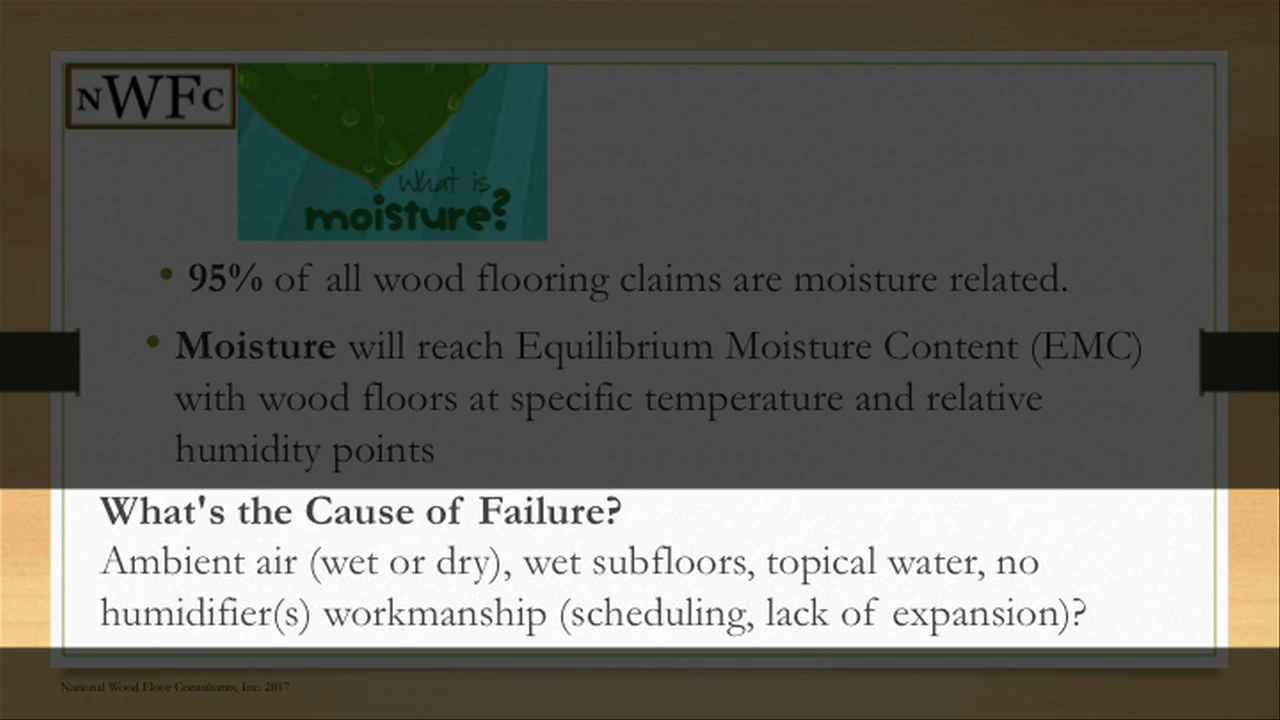 NWFC
What is
moisture?
• 95% of all wood flooring claims are moisture related.
• Moisture will reach Equilibrium Moisture Content (EMC)
with wood floors at specific temperature and relative
humidity points
What's the Cause of Failure?
Ambient air (wet or dry), wet subfloors, topical water, no
humidifier(s) workmanship (scheduling, lack of expansion)?
National Wood Floor Consultants, Inc. 2017